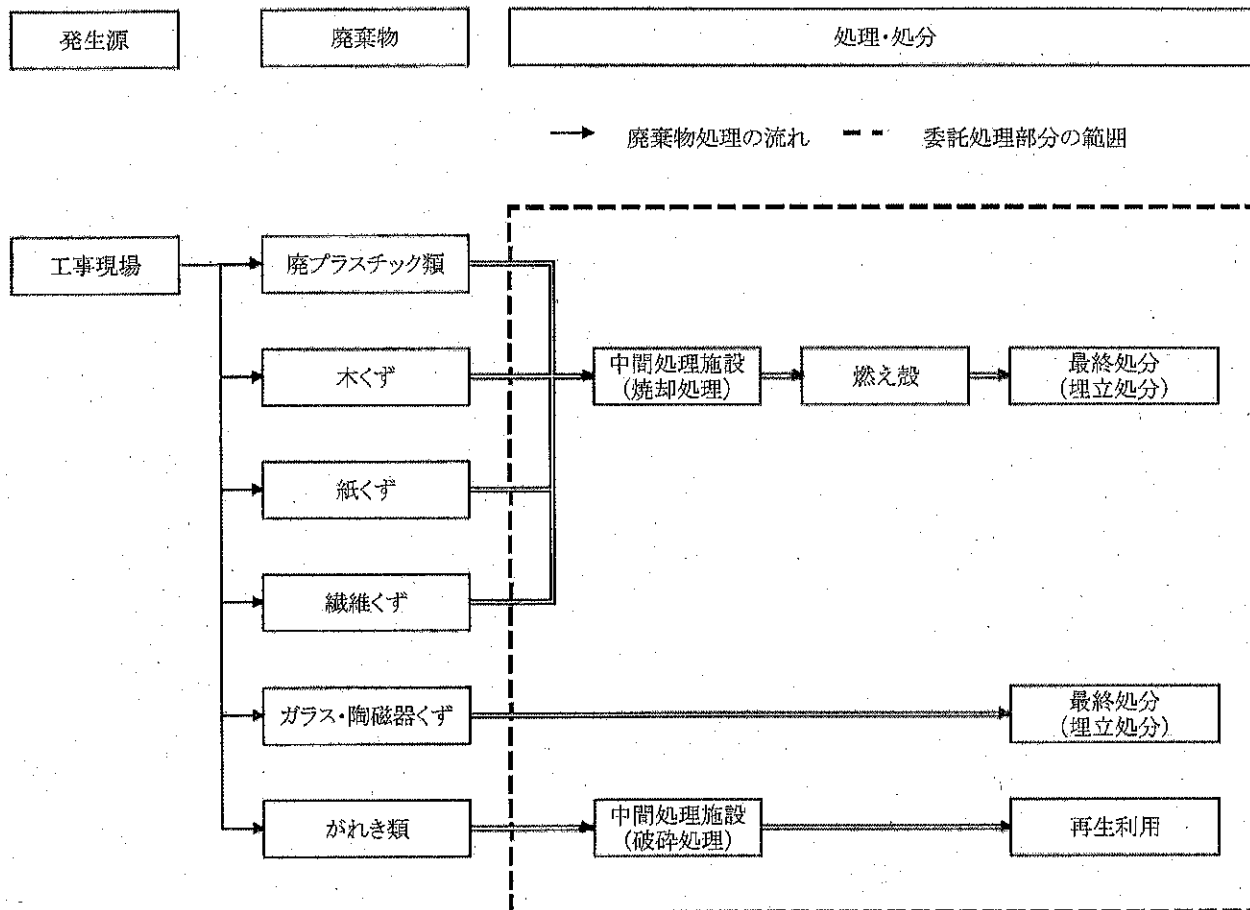 発生源
廃棄物
処理・処分
廃棄物処理の流れ
委託処理部分の範囲
工事現場
廃プラスチック類
木くず
中間処理施設
(焼却処理)
燃え殻
最終処分
(埋立処分)
紙くず
繊維くず
ガラス・陶磁器くず
最終処分
(埋立処分)
がれき類
中間処理施設
(破砕処理)
再生利用